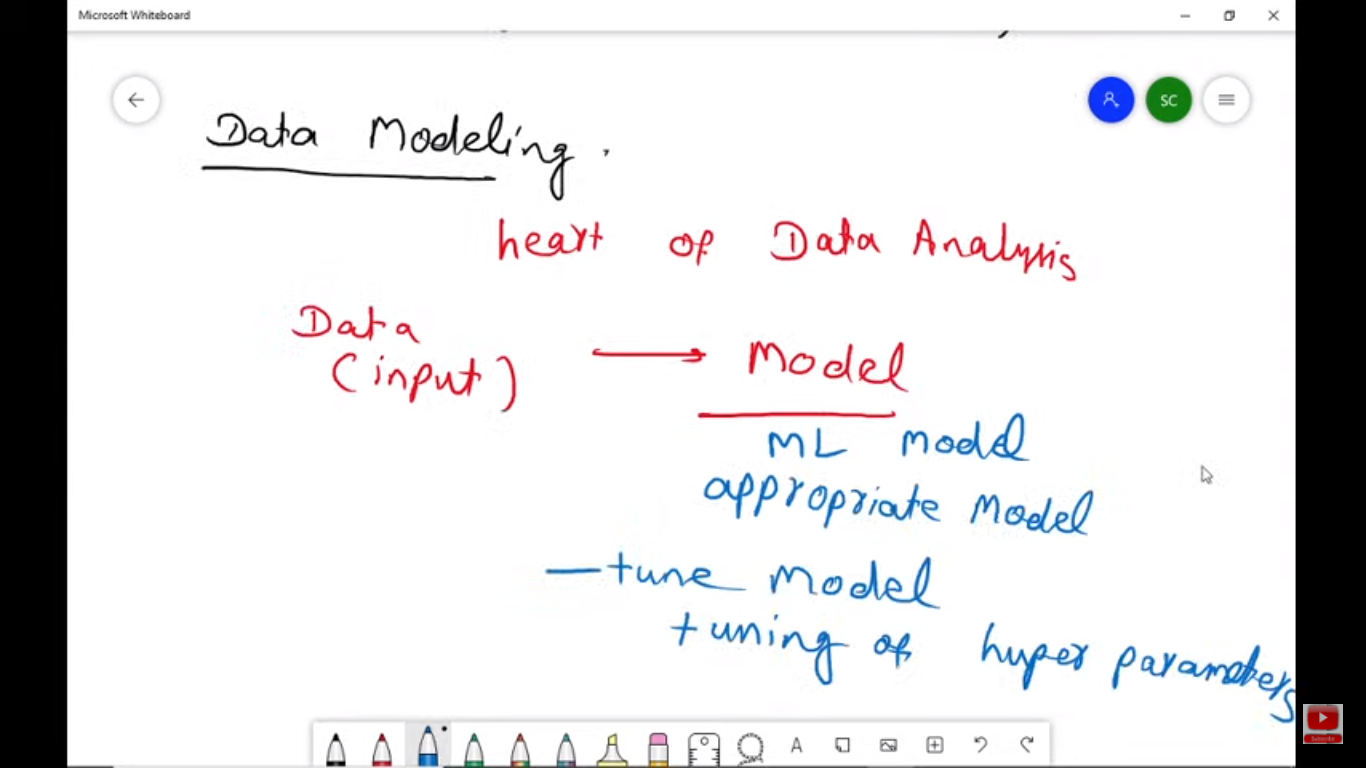 Microsoft Whiteboard
SC
Data Modeling.
heart of Data Analysis
Data
(input) → Model
ML Model
appropriate Model
— tune Model
tuning of hyper parameters
A
Subscribe